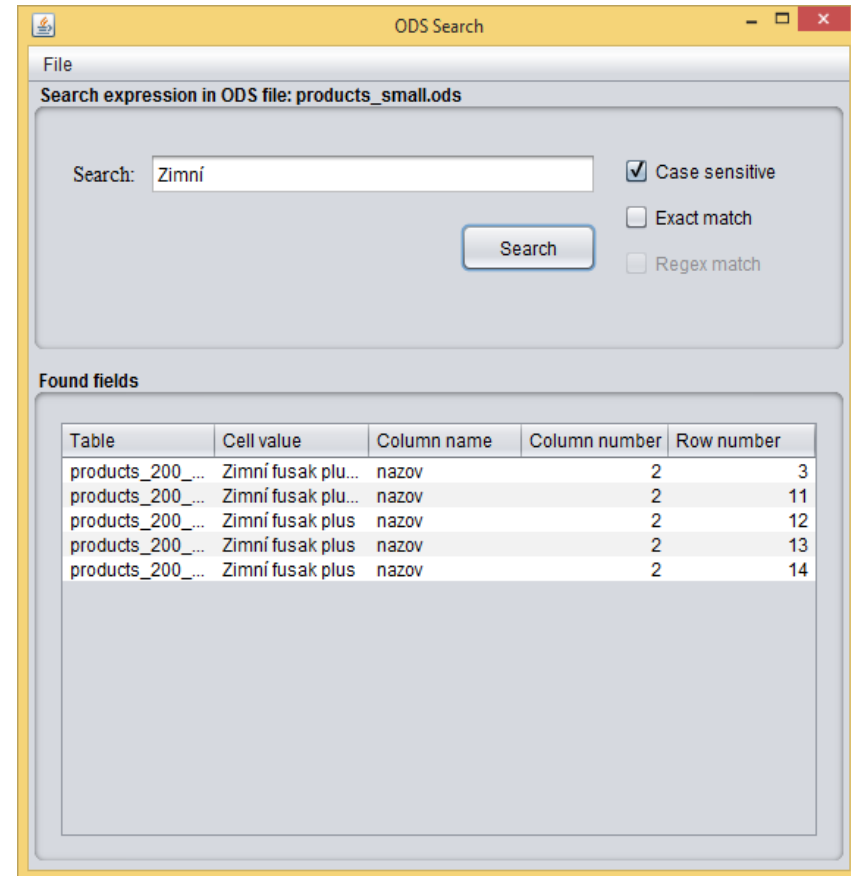 ODS Search
File
Search expression in ODS file: products_small.ods
Search: Zimní
Case sensitive
Exact match
Search
Regex match
Found fields
Table Cell value Column name Column number Row number
products_200_... Zimní fusak plu... nazov 2 3
products_200_... Zimní fusak plu... nazov 2 11
products_200_... Zimní fusak plus nazov 2 12
products_200_... Zimní fusak plus nazov 2 13
products_200_... Zimní fusak plus nazov 2 14